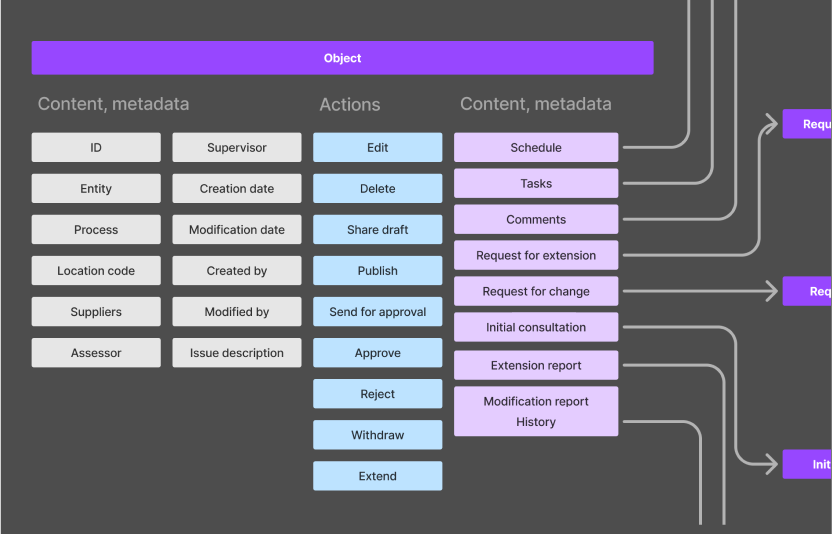 Object
Content, metadata
Actions
Content, metadata
ID
Supervisor
Edit
Schedule
Entity
Creation date
Delete
Tasks
Process
Modification date
Share draft
Comments
Location code
Created by
Publish
Request for extension
Suppliers
Modified by
Send for approval
Request for change
Assessor
Issue description
Approve
Initial consultation
Reject
Extension report
Withdraw
Modification report
History
Extend
Requ
Req
Init